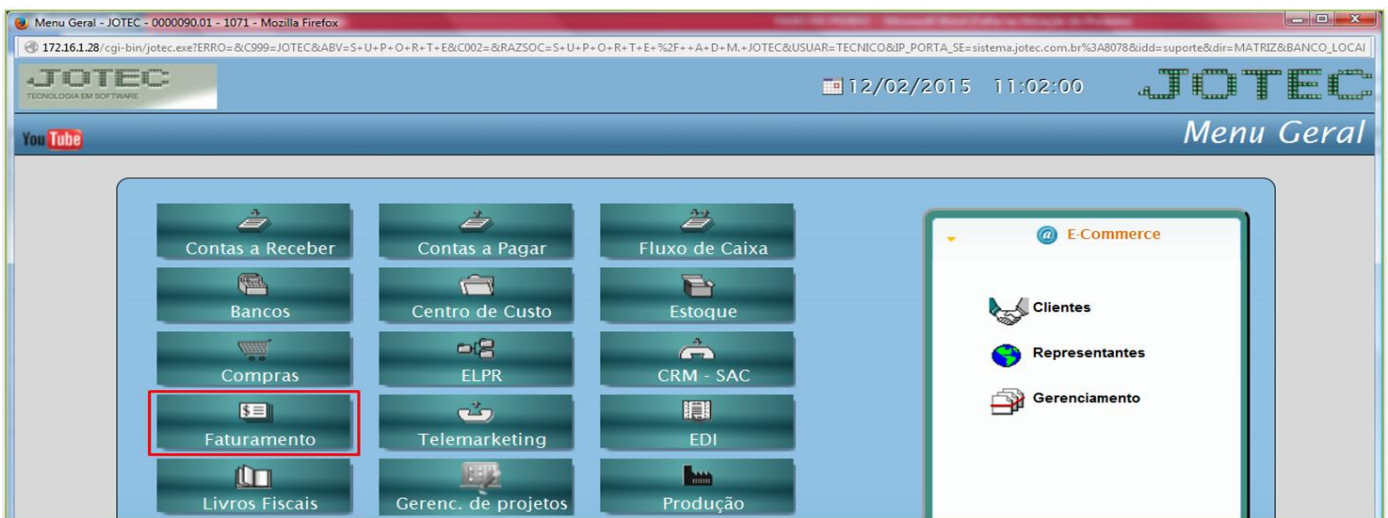 Menu Geral - JOTEC - 0000090.01 - 1071 - Mozilla Firefox
172.16.1.28/cgi-bin/jotec.exe?ERRO=&C999=JOTEC&ABV=S+U+P+O+R+T+E&C002=&RAZSOC=S+U+P+O+R+T+E+%2F++A+D+M.+JOTEC&USUAR=TECNICO&IP_PORTA_SE=sistema.jotec.com.br%3A8078&idd=suporte&dir=MATRIZ&BANCO_LOCAI
JOTEC
TECNOLOGIA EM SOFTWARE
12/02/2015 11:02:00
JOTEC
You Tube
Menu Geral
Contas a Receber
Contas a Pagar
Fluxo de Caixa
Bancos
Centro de Custo
Estoque
Compras
ELPR
CRM - SAC
Faturamento
Telemarketing
EDI
Livros Fiscais
Gerenc. de projetos
Produção
E-Commerce
Clientes
Representantes
Gerenciamento